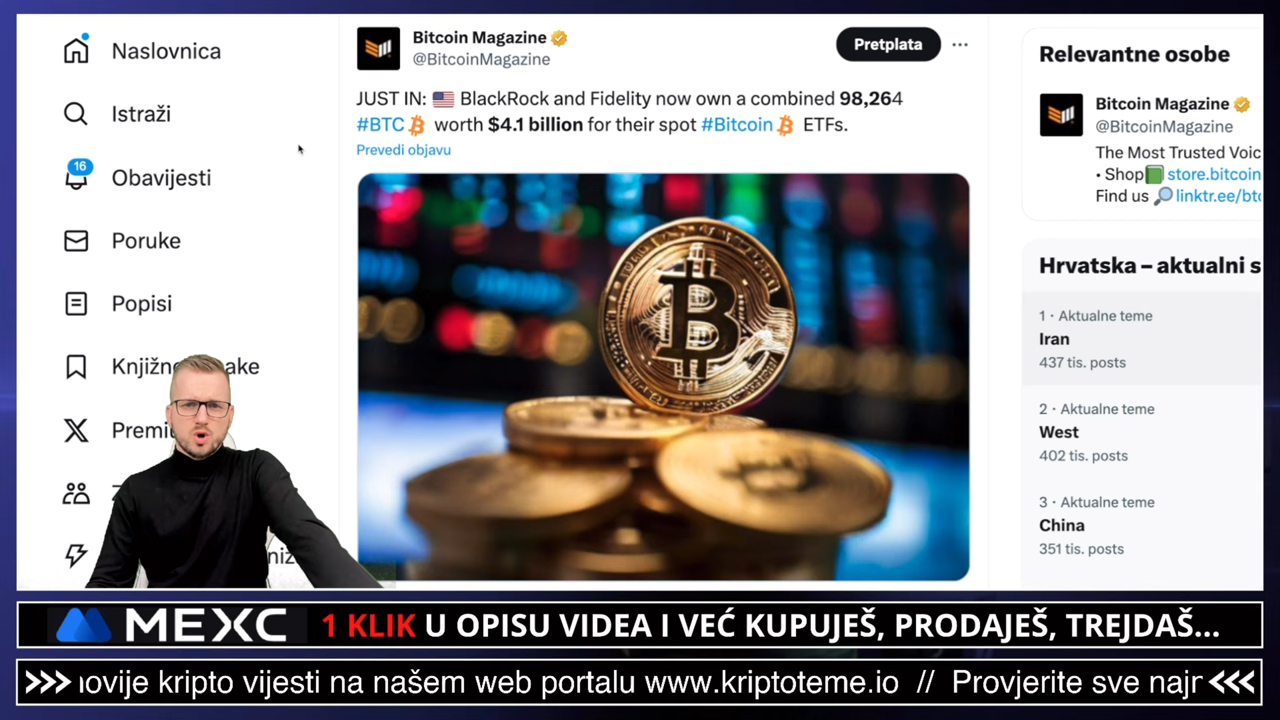 Naslovnica
Istraži
16
Obavijesti
Poruke
Popisi
Premi
Bitcoin Magazine
@BitcoinMagazine
Pretplata
JUST IN: BlackRock and Fidelity now own a combined 98,264
#BTC worth $4.1 billion for their spot #Bitcoin ETFs.
Prevedi objavu
Relevantne osobe
Bitcoin Magazine
@BitcoinMagazine
The Most Trusted Voic
• Shop store.bitcoin
Find us linktr.ee/btc
Hrvatska – aktualni s
1 · Aktualne teme
Iran
437 tis. posts
2 · Aktualne teme
West
402 tis. posts
3 · Aktualne teme
China
351 tis. posts
MEXC 1 KLIK U OPISU VIDEA I VEĆ KUPUJEŠ, PRODAJEŠ, TREJDAŠ...
>>> ovije kripto vijesti na našem web portalu www.kriptoteme.io // Provjerite sve najr <<<